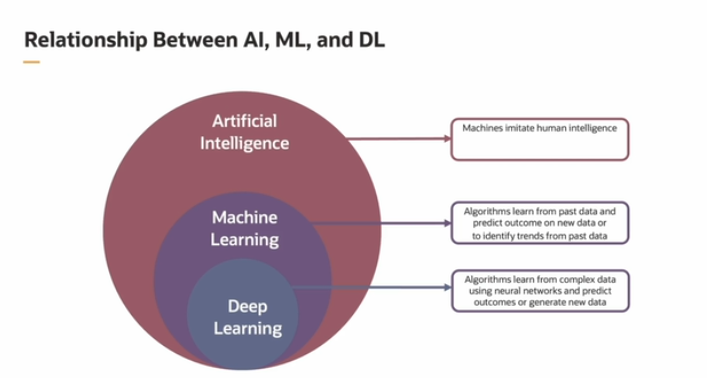 Relationship Between AI, ML, and DL
Artificial
Intelligence
Machines imitate human intelligence
Machine
Learning
Algorithms learn from past data and
predict outcome on new data or
to identify trends from past data
Deep
Learning
Algorithms learn from complex data
using neural networks and predict
outcomes or generate new data